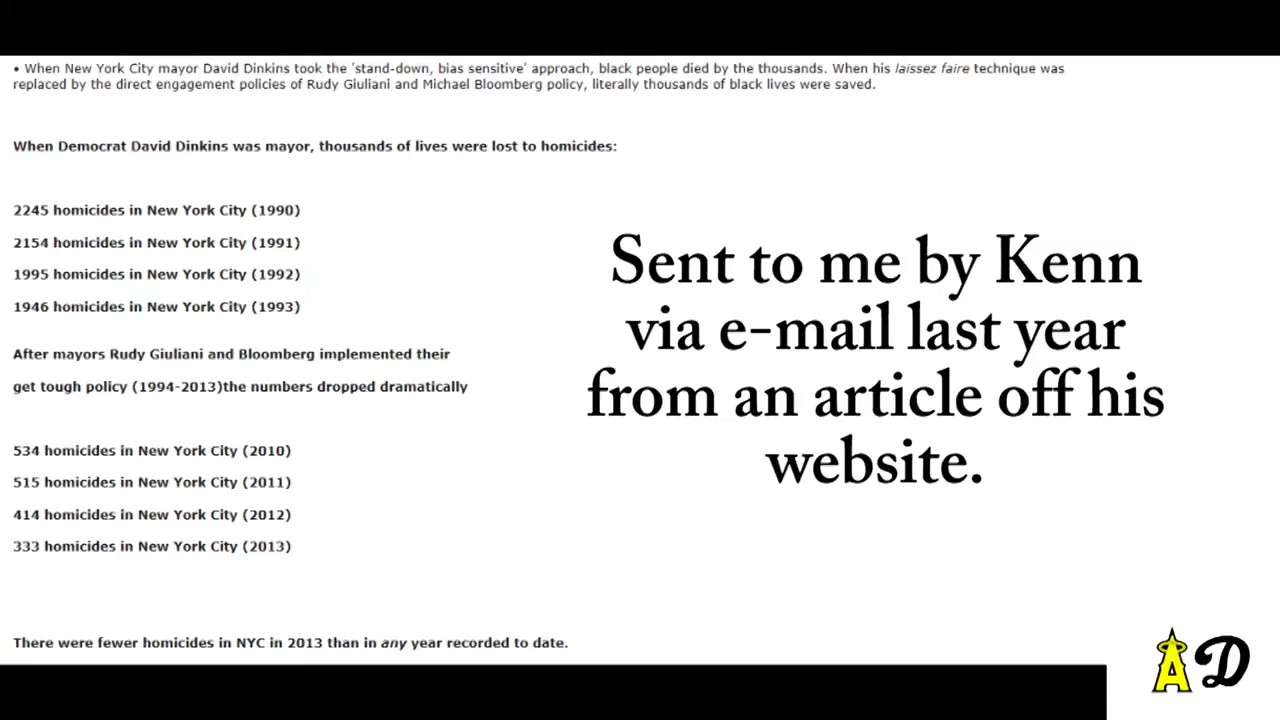 • When New York City mayor David Dinkins took the 'stand-down, bias sensitive' approach, black people died by the thousands. When his laissez faire technique was
replaced by the direct engagement policies of Rudy Giuliani and Michael Bloomberg policy, literally thousands of black lives were saved.
When Democrat David Dinkins was mayor, thousands of lives were lost to homicides:
2245 homicides in New York City (1990)
2154 homicides in New York City (1991)
1995 homicides in New York City (1992)
1946 homicides in New York City (1993)
After mayors Rudy Giuliani and Bloomberg implemented their
get tough policy (1994-2013)the numbers dropped dramatically
534 homicides in New York City (2010)
515 homicides in New York City (2011)
414 homicides in New York City (2012)
333 homicides in New York City (2013)
There were fewer homicides in NYC in 2013 than in any year recorded to date.
Sent to me by Kenn
via e-mail last year
from an article off his
website.
A D